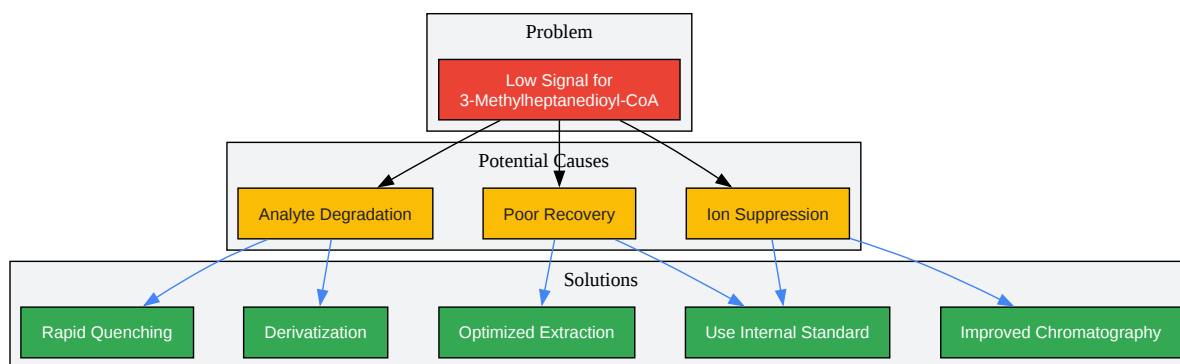 Problem
Low Signal for
3-Methylheptanedioyl-CoA
Potential Causes
Analyte Degradation
Poor Recovery
Ion Suppression
Solutions
Rapid Quenching
Derivatization
Optimized Extraction
Use Internal Standard
Improved Chromatography